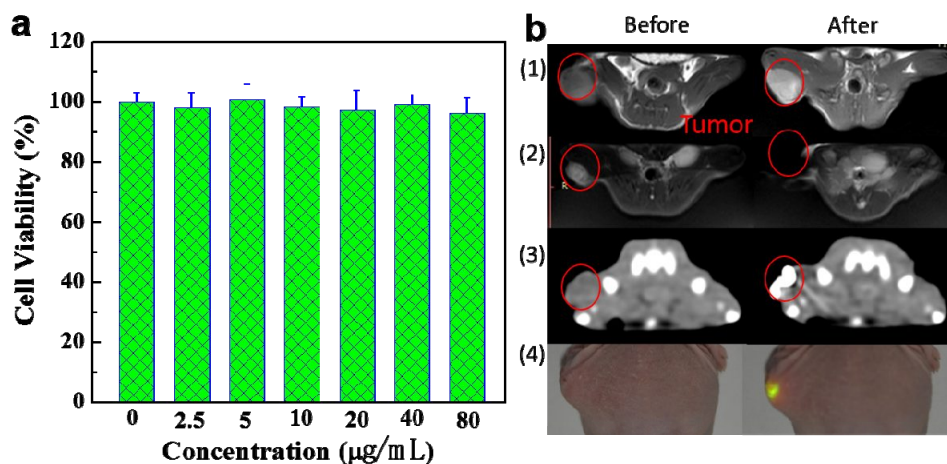 a
120
100
80
60
40
20
0
Cell Viability (%)
0 2.5 5 10 20 40 80
Concentration (μg/mL)
b
Before After
(1)
Tumor
(2)
R
(3)
(4)